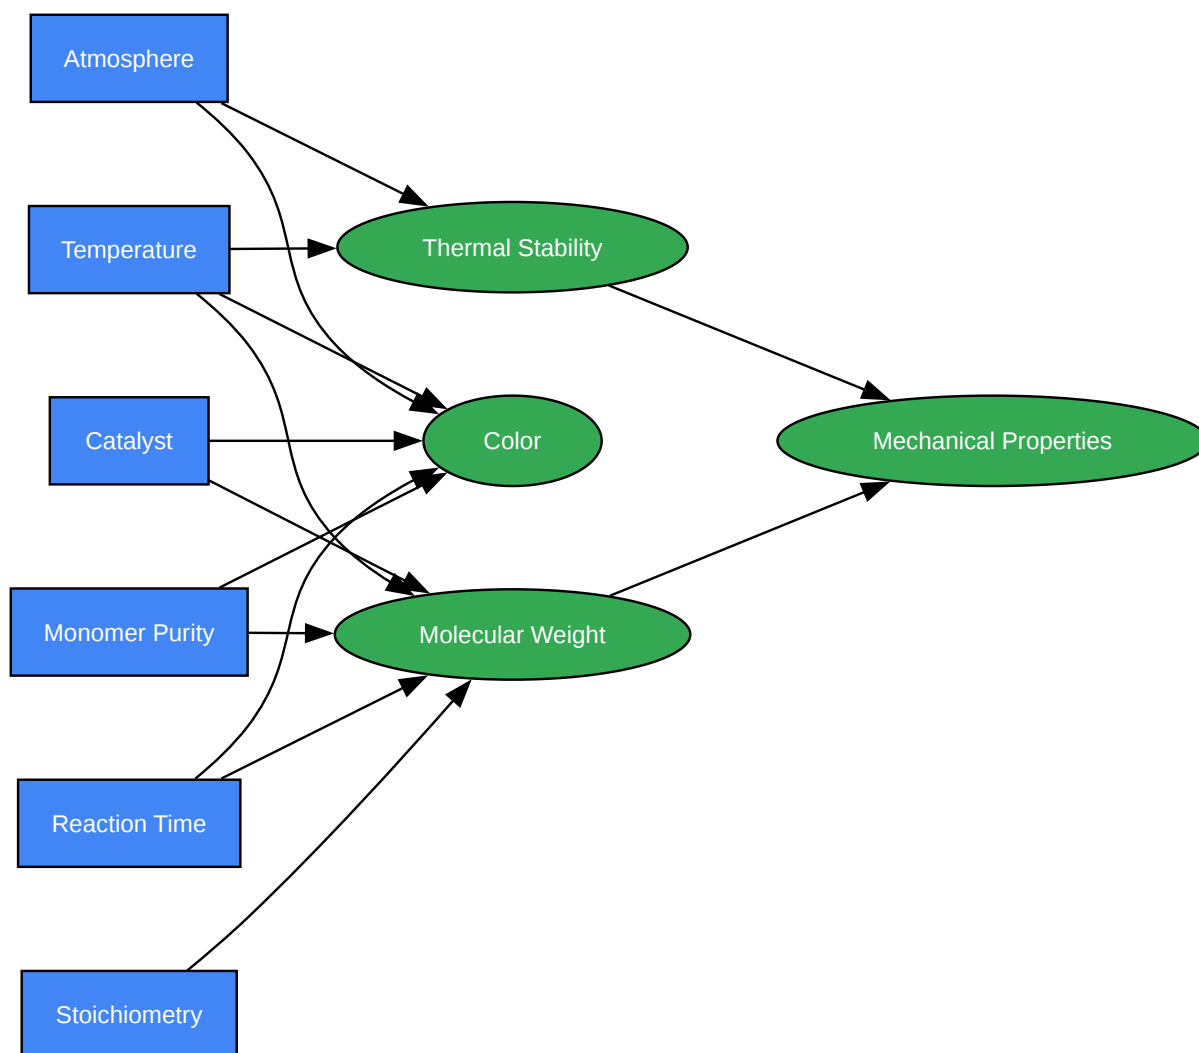 Atmosphere
Temperature
Thermal Stability
Catalyst
Color
Mechanical Properties
Monomer Purity
Molecular Weight
Reaction Time
Stoichiometry